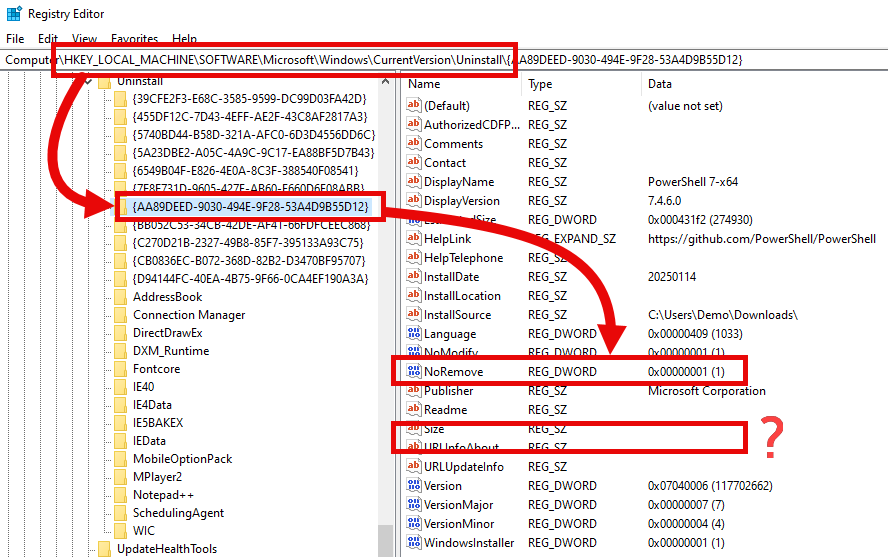 Registry Editor
File Edit View Favorites Help
Computer\HKEY_LOCAL_MACHINE\SOFTWARE\Microsoft\Windows\CurrentVersion\Uninstall\{AA89DEED-9030-494E-9F28-53A4D9B55D12}
Uninstall
{39CFE2F3-E68C-3585-9599-DC99D03FA42D}
{455DF12C-7D43-4EFF-AE2F-43C8AF2817A3}
{5740BD44-B58D-321A-AFC0-6D3D4556DD6C}
{5A23DBE2-A05C-4A9C-9C17-EA88BF5D7B43}
{6549B04F-E826-4E0A-8C3F-388540F08541}
{7E8F731D-9605-427F-AB60-F660D6F08ABB}
{AA89DEED-9030-494E-9F28-53A4D9B55D12}
{BB052C53-34CB-42DE-AF41-66FDFCEEC868}
{C270D21B-2327-49B8-85F7-395133A93C75}
{CB0836EC-B072-368D-82B2-D3470BF95707}
{D94144FC-40EA-4B75-9F66-0CA4EF190A3A}
AddressBook
Connection Manager
DirectDrawEx
DXM_Runtime
Fontcore
IE40
IE4Data
IE5BAKEX
IEData
MobileOptionPack
MPlayer2
Notepad++
SchedulingAgent
WIC
UpdateHealthTools
Name Type Data
(Default) REG_SZ (value not set)
AuthorizedCDFP... REG_SZ
Comments REG_SZ
Contact REG_SZ
DisplayName REG_SZ PowerShell 7-x64
DisplayVersion REG_SZ 7.4.6.0
EstimatedSize REG_DWORD 0x000431f2 (274930)
HelpLink REG_EXPAND_SZ https://github.com/PowerShell/PowerShell
HelpTelephone REG_SZ
InstallDate REG_SZ 20250114
InstallLocation REG_SZ
InstallSource REG_SZ C:\Users\Demo\Downloads\
Language REG_DWORD 0x00000409 (1033)
NoModify REG_DWORD 0x00000001 (1)
NoRemove REG_DWORD 0x00000001 (1)
Publisher REG_SZ Microsoft Corporation
Readme REG_SZ
Size REG_SZ
URLInfoAbout REG_SZ
?
URLUpdateInfo REG_SZ
Version REG_DWORD 0x07040006 (117702662)
VersionMajor REG_DWORD 0x00000007 (7)
VersionMinor REG_DWORD 0x00000004 (4)
WindowsInstaller REG_DWORD 0x00000001 (1)